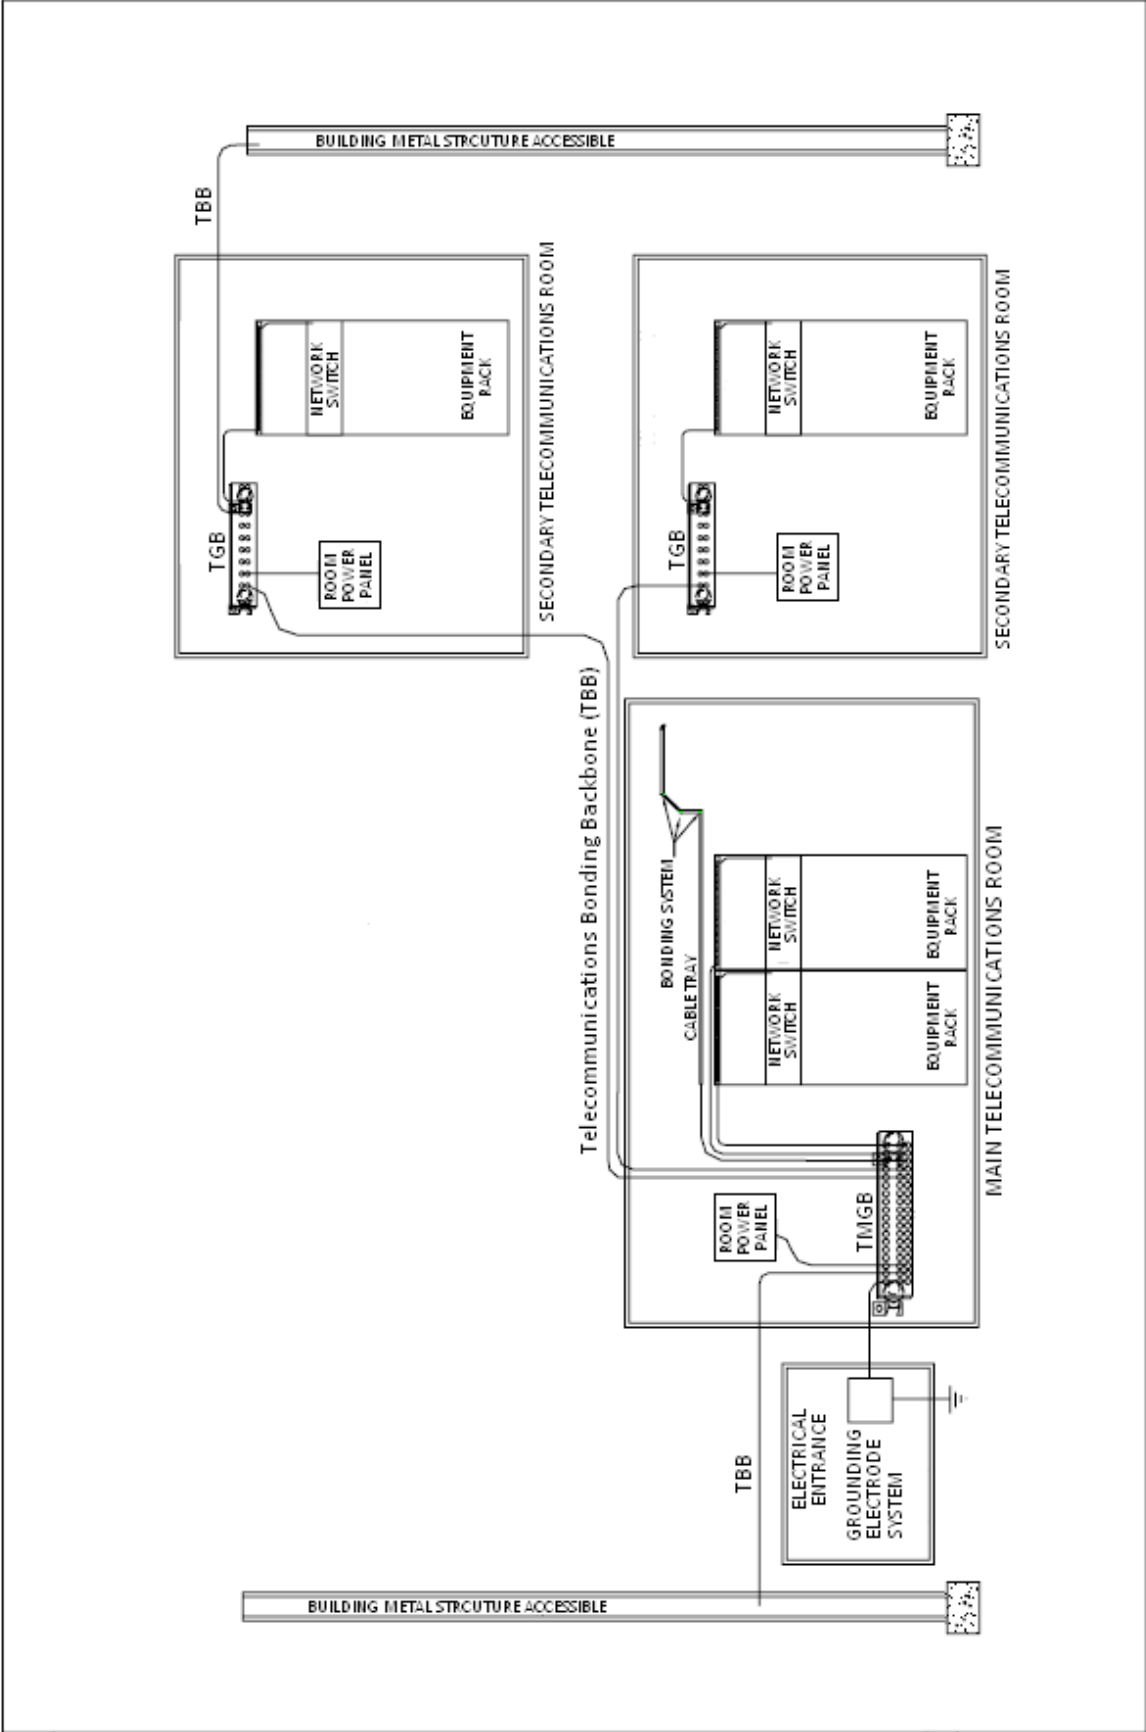 BUILDING METAL STRCUTURE ACCESSIBLE
TBB
SECONDARY TELECOMMUNICATIONS ROOM
NETWORK
SWITCH
EQUIPMENT
RACK
TGB
ROOM
POWER
PANEL
SECONDARY TELECOMMUNICATIONS ROOM
NETWORK
SWITCH
EQUIPMENT
RACK
TGB
ROOM
POWER
PANEL
Telecommunications Bonding Backbone (TBB)
BONDING SYSTEM
CABLE TRAY
NETWORK
SWITCH
EQUIPMENT
RACK
NETWORK
SWITCH
EQUIPMENT
RACK
MAIN TELECOMMUNICATIONS ROOM
ROOM
POWER
PANEL
TMGB
TBB
ELECTRICAL
ENTRANCE
GROUNDING
ELECTRODE
SYSTEM
BUILDING METAL STRCUTURE ACCESSIBLE